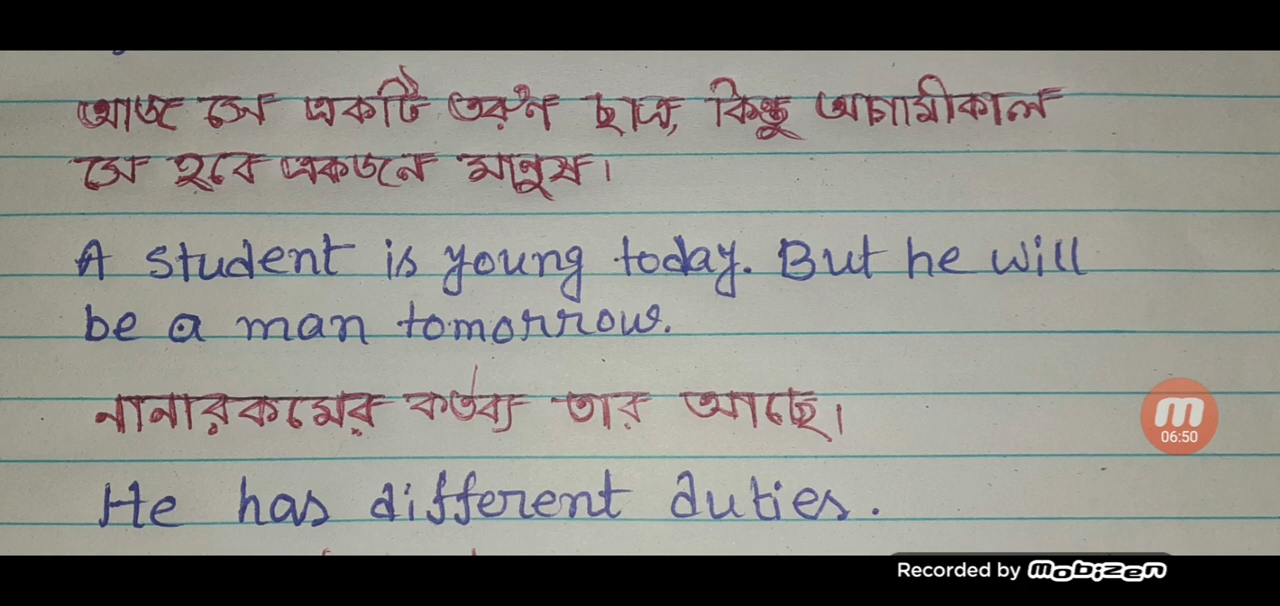 আজ সে একটি তরুণ ছাত্র, কিন্তু আগামীকাল
সে হবে একজন মানুষ।
A student is young today. But he will
be a man tomorrow.
নানারকমের কর্তব্য তার আছে।
He has different duties.
06:50
Recorded by mobizen